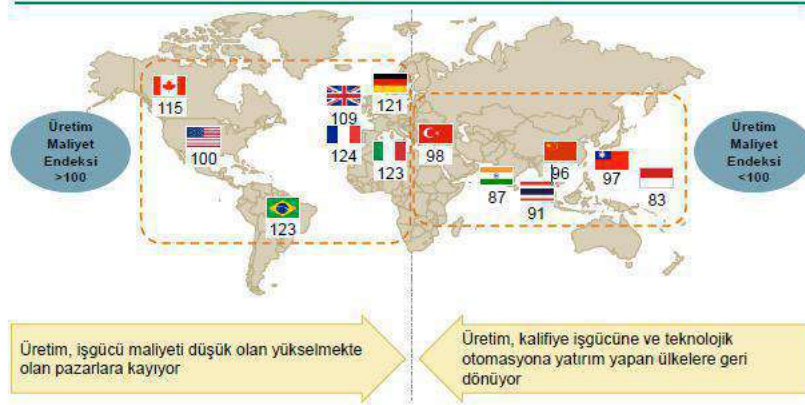 Üretim
Maliyet
Endeksi
>100
115
100
123
109
121
124
123
98
87
96
91
97
83
Üretim
Maliyet
Endeksi
<100
Üretim, işgücü maliyeti düşük olan yükselmekte
olan pazarlara kayıyor
Üretim, kalifiye işgücüne ve teknolojik
otomasyona yatırım yapan ülkelere geri
dönüyor